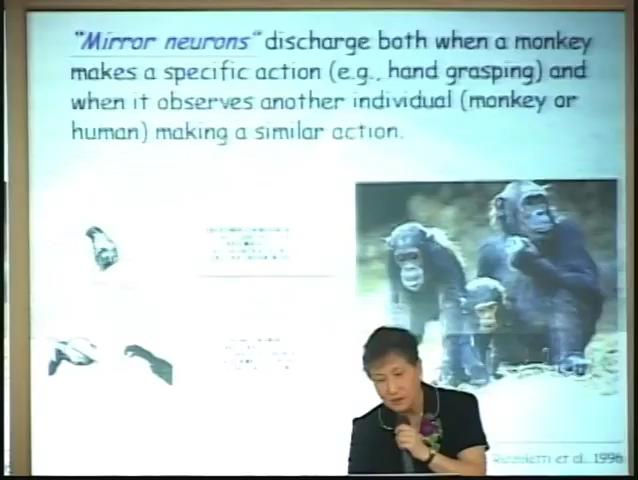 "Mirror neurons" discharge both when a monkey
makes a specific action (e.g., hand grasping) and
when it observes another individual (monkey or
human) making a similar action.
Rizzolatti et al., 1996